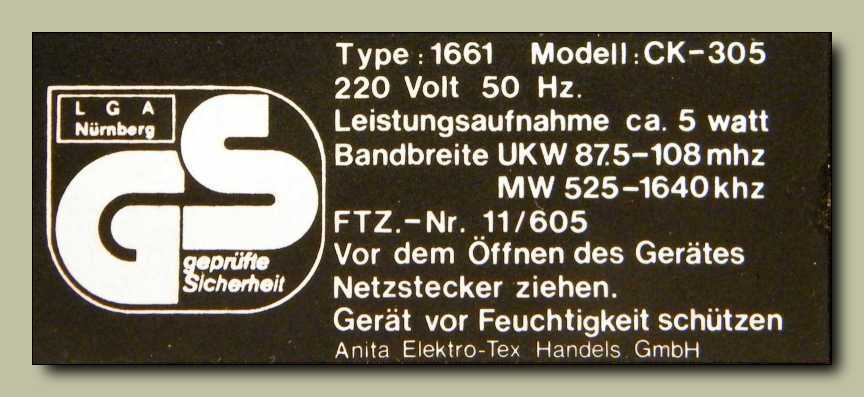 L G A
Nürnberg
GS
geprüfte
Sicherheit
Type: 1661 Modell: CK-305
220 Volt 50 Hz.
Leistungsaufnahme ca. 5 watt
Bandbreite UKW 87.5-108 mhz
MW 525-1640 khz
FTZ.-Nr. 11/605
Vor dem Öffnen des Gerätes
Netzstecker ziehen.
Gerät vor Feuchtigkeit schützen
Anita Elektro-Tex Handels GmbH